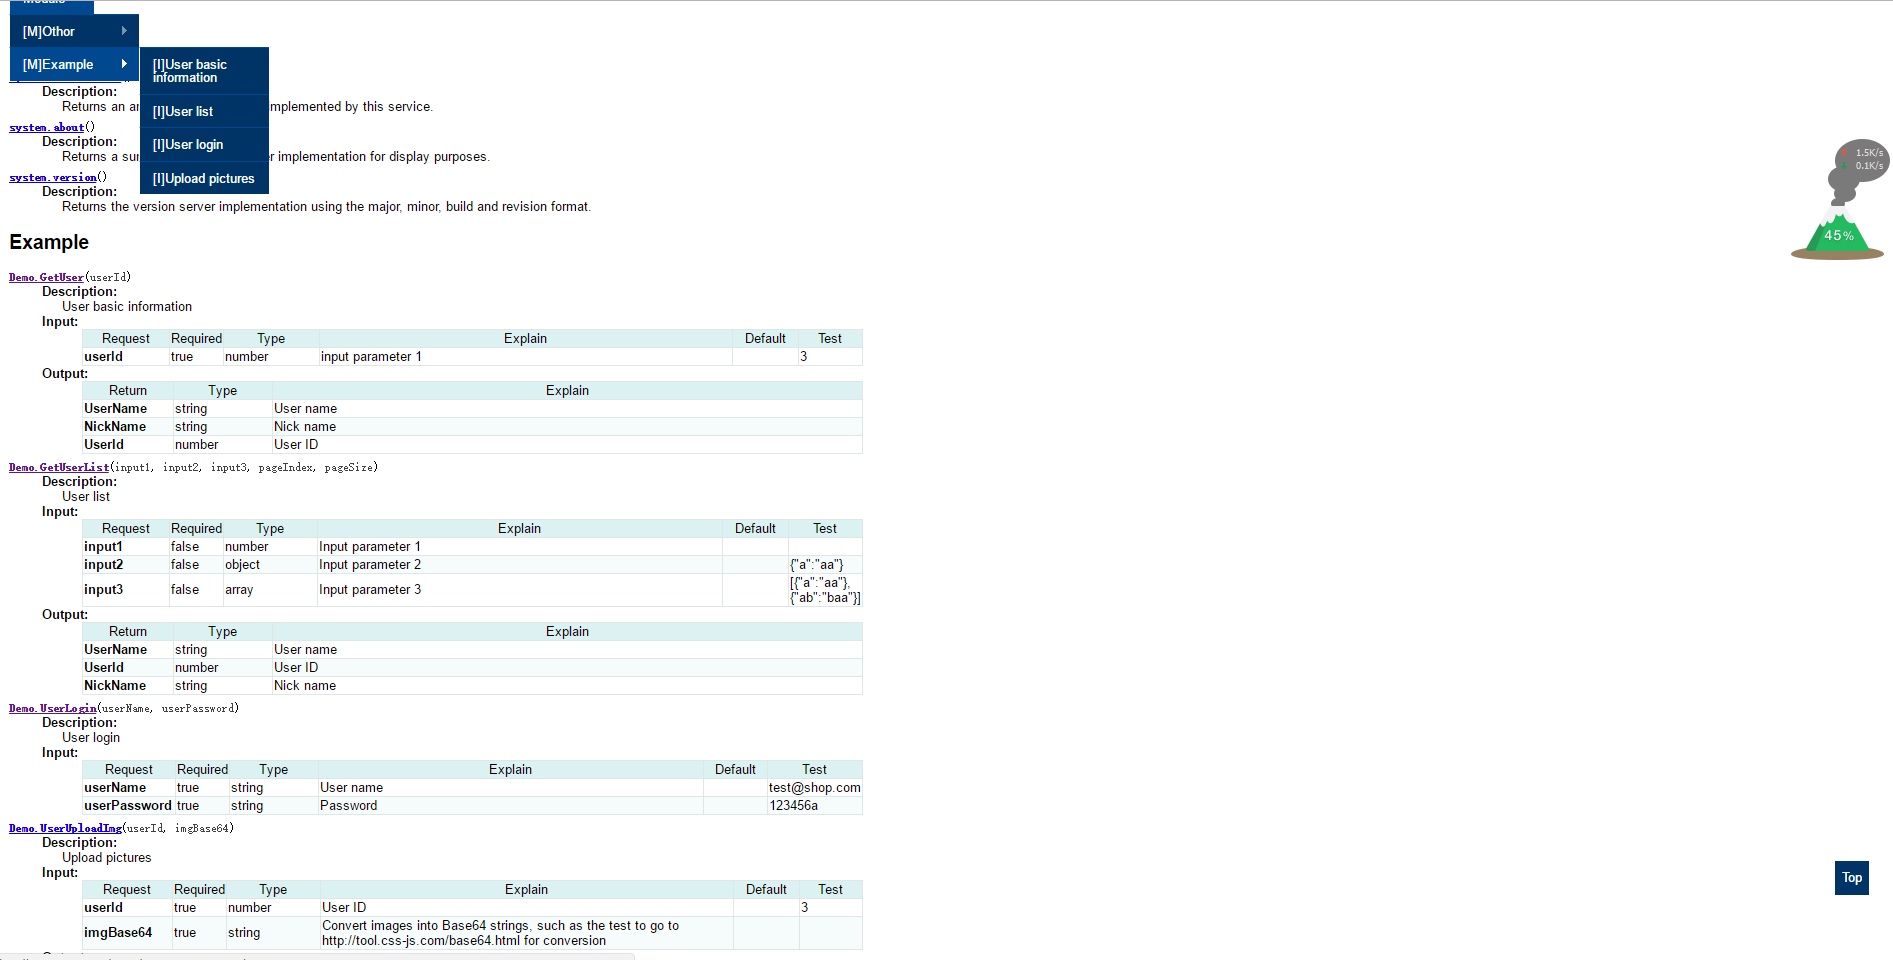 [M]Othor
[M]Example
[I]User basic
information
[I]User list
[I]User login
[I]Upload pictures
Description:
Returns an ar mplemented by this service.
system.about()
Description:
Returns a sur r implementation for display purposes.
system.version()
Description:
Returns the version server implementation using the major, minor, build and revision format.
1.5K/s
0.1K/s
45%
Example
Demo.GetUser(userId)
Description:
User basic information
Input:
Request Required Type Explain Default Test
userId true number input parameter 1 3
Output:
Return Type Explain
UserName string User name
NickName string Nick name
UserId number User ID
Demo.GetUserList(input1, input2, input3, pageIndex, pageSize)
Description:
User list
Input:
Request Required Type Explain Default Test
input1 false number Input parameter 1
input2 false object Input parameter 2 {"a":"aa"}
input3 false array Input parameter 3 [{"a":"aa"},
{"ab":"baa"}]
Output:
Return Type Explain
UserName string User name
UserId number User ID
NickName string Nick name
Demo.UserLogin(userName, userPassword)
Description:
User login
Input:
Request Required Type Explain Default Test
userName true string User name test@shop.com
userPassword true string Password 123456a
Demo.UserUploadImg(userId, imgBase64)
Description:
Upload pictures
Input:
Request Required Type Explain Default Test
userId true number User ID 3
imgBase64 true string Convert images into Base64 strings, such as the test to go to
http://tool.css-js.com/base64.html for conversion
Top